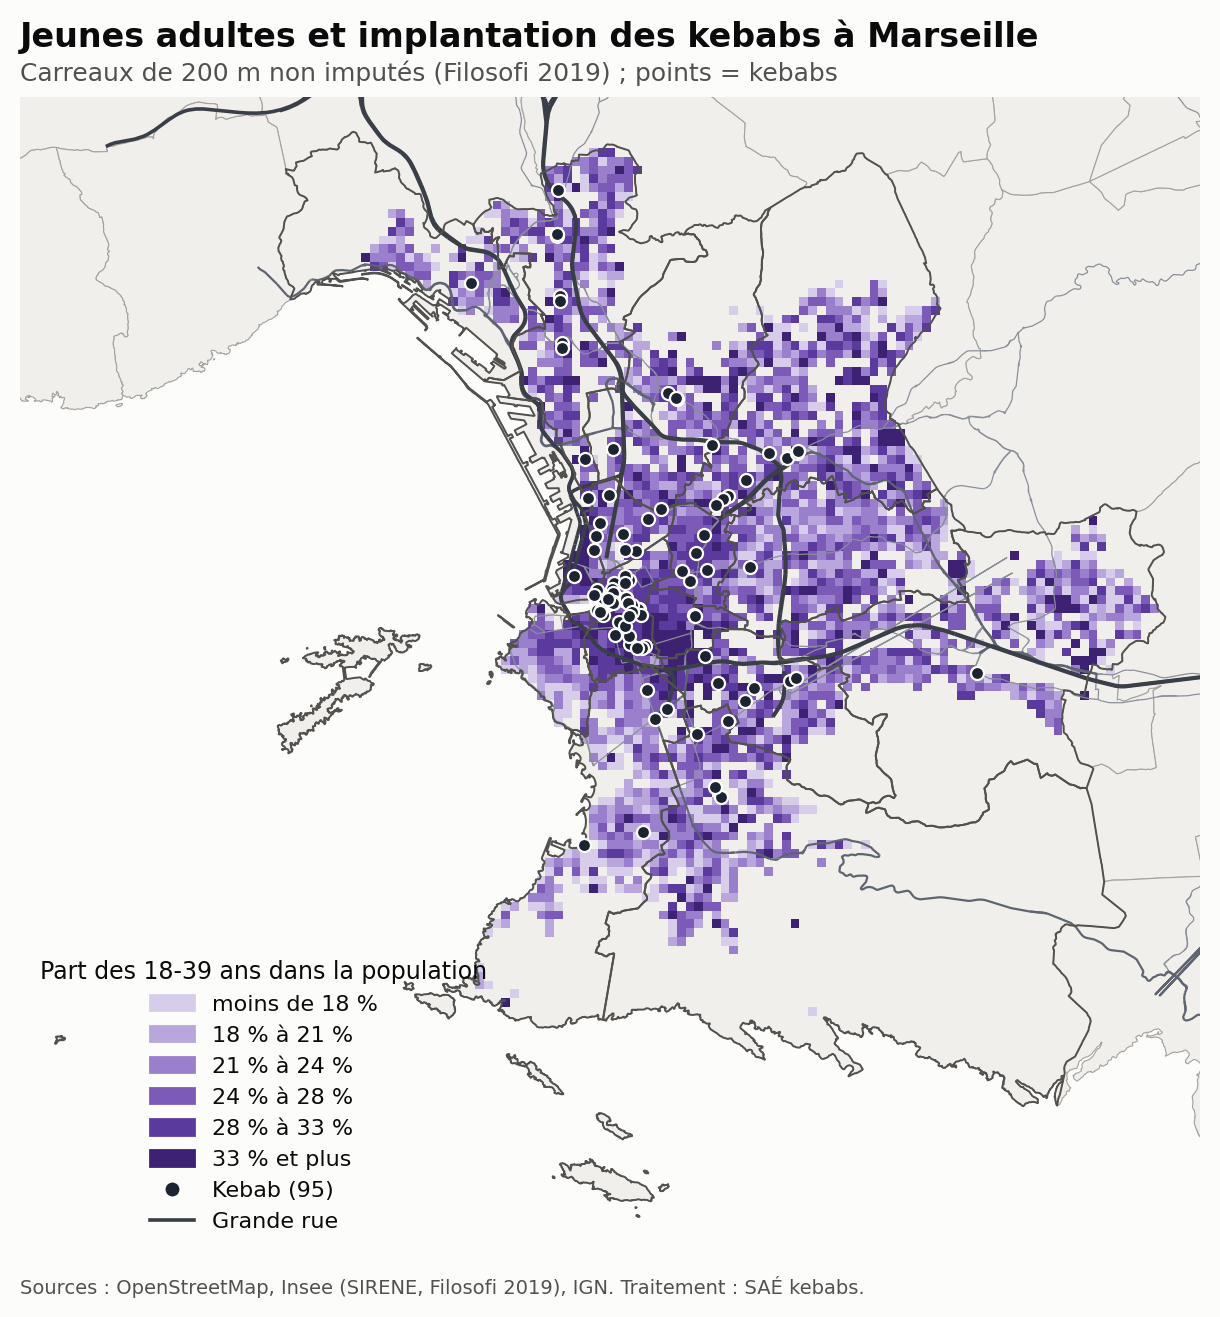 Jeunes adultes et implantation des kebabs à Marseille
Carreaux de 200 m non imputés (Filosofi 2019) ; points = kebabs
Part des 18-39 ans dans la population
moins de 18 %
18 % à 21 %
21 % à 24 %
24 % à 28 %
28 % à 33 %
33 % et plus
Kebab (95)
Grande rue
Sources : OpenStreetMap, Insee (SIRENE, Filosofi 2019), IGN. Traitement : SAÉ kebabs.